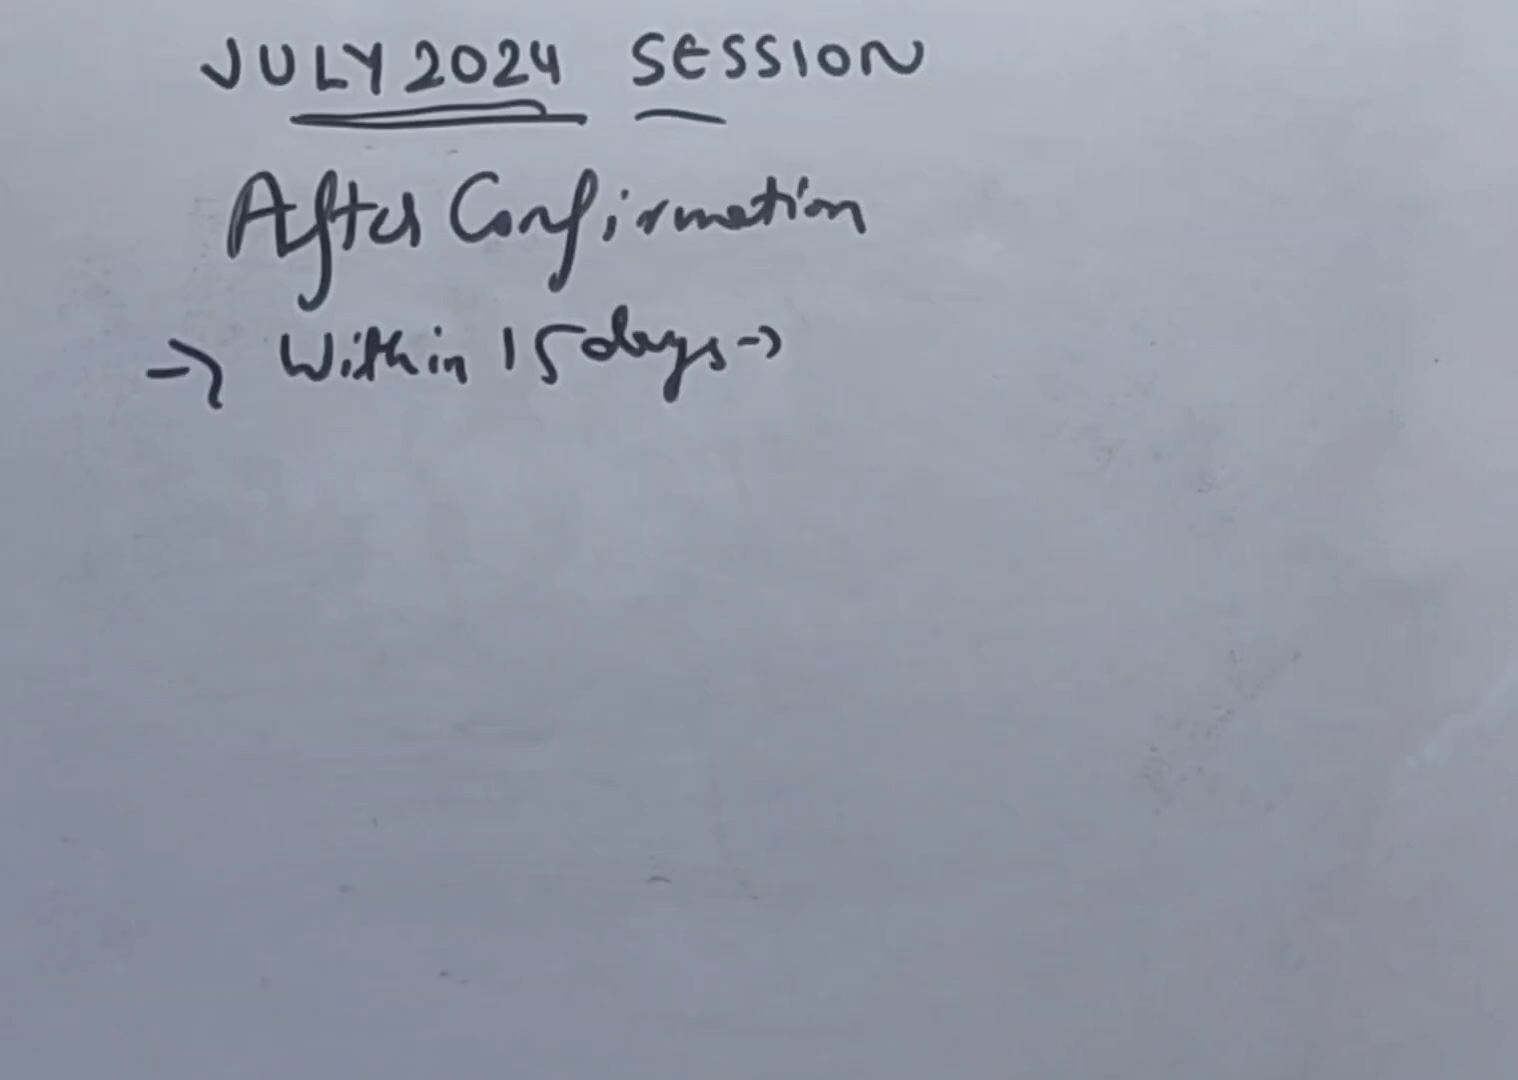 JULY 2024 SESSION
After Confirmation
→ Within 15 days →